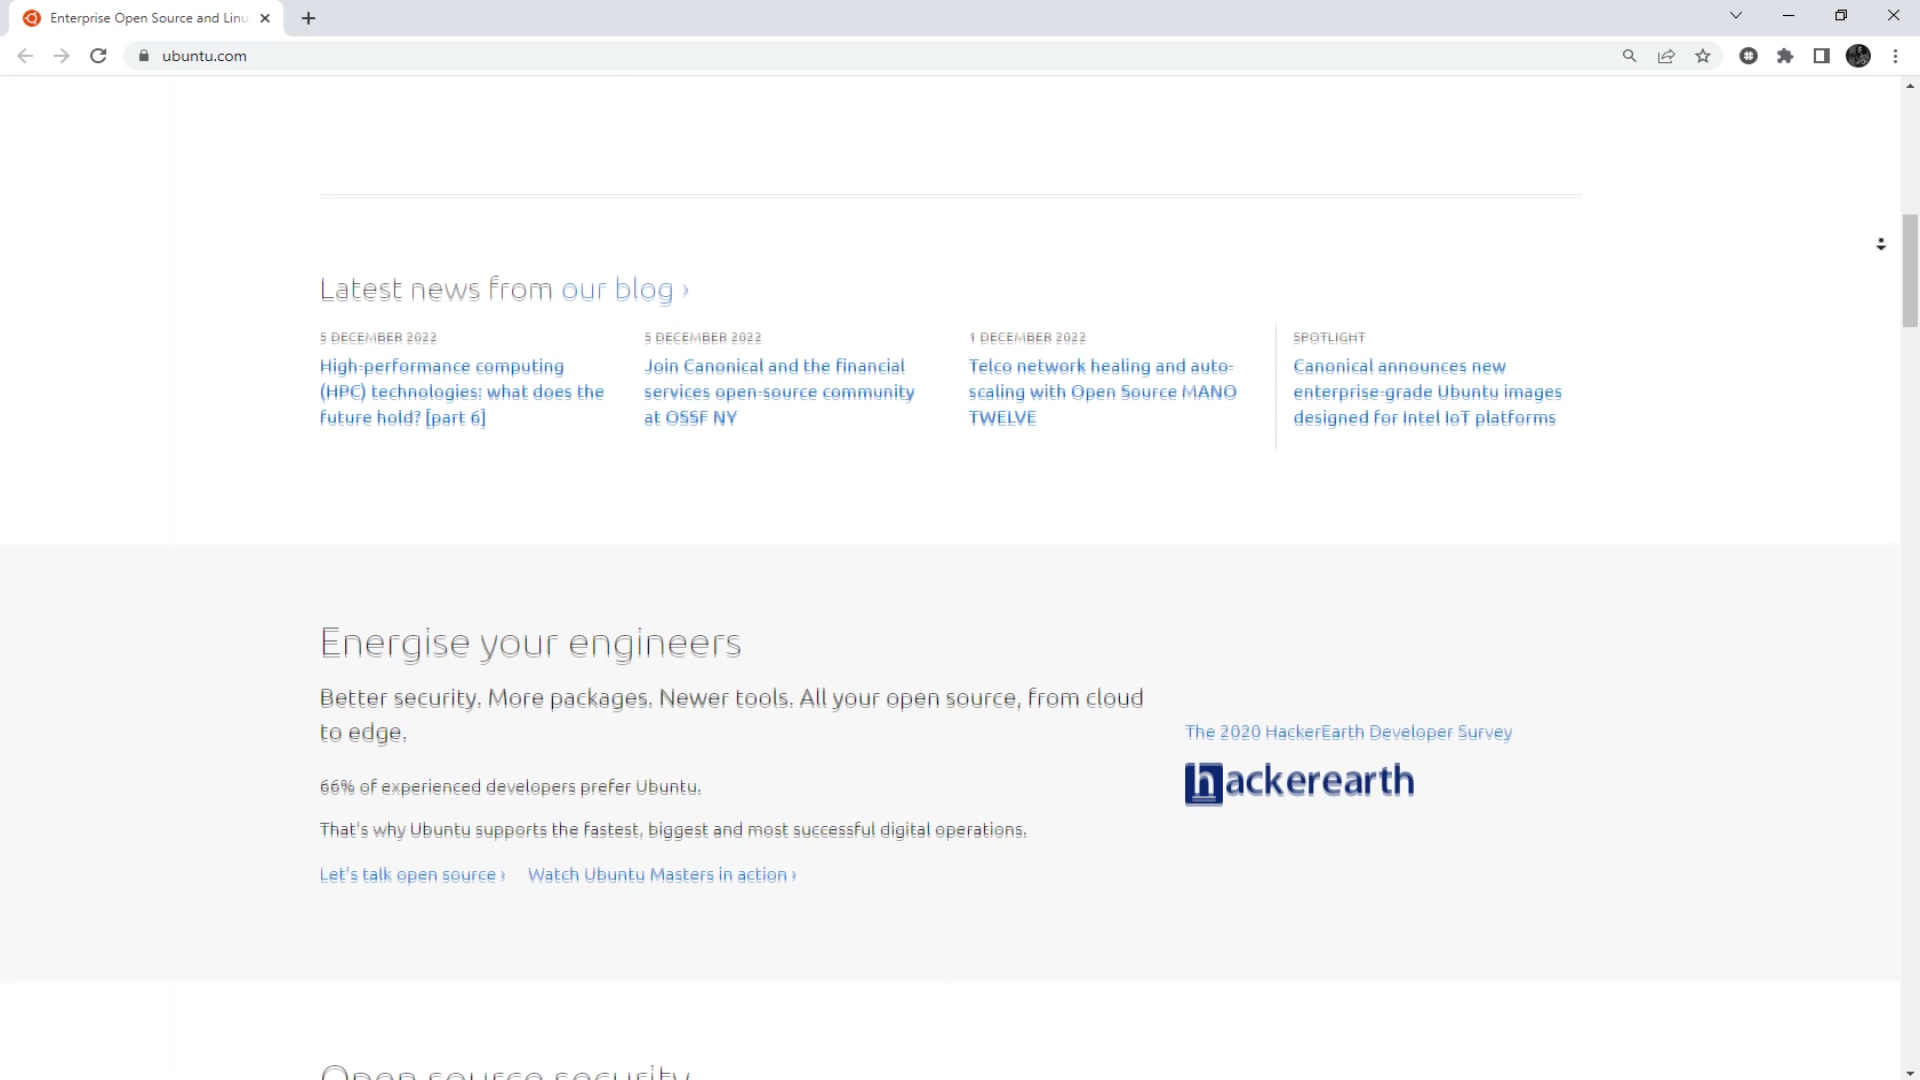 Enterprise Open Source and Linu
ubuntu.com
Latest news from our blog ›
5 DECEMBER 2022
High-performance computing
(HPC) technologies: what does the
future hold? [part 6]
5 DECEMBER 2022
Join Canonical and the financial
services open-source community
at OSSF NY
1 DECEMBER 2022
Telco network healing and auto-
scaling with Open Source MANO
TWELVE
SPOTLIGHT
Canonical announces new
enterprise-grade Ubuntu images
designed for Intel IoT platforms
Energise your engineers
Better security. More packages. Newer tools. All your open source, from cloud
to edge.
66% of experienced developers prefer Ubuntu.
That's why Ubuntu supports the fastest, biggest and most successful digital operations.
Let's talk open source › Watch Ubuntu Masters in action ›
The 2020 HackerEarth Developer Survey
hackerearth
Open source security